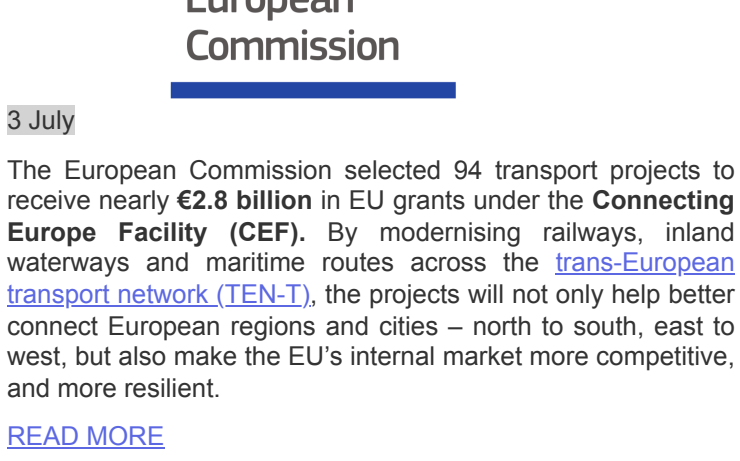 European
Commission
3 July
The European Commission selected 94 transport projects to
receive nearly €2.8 billion in EU grants under the Connecting
Europe Facility (CEF). By modernising railways, inland
waterways and maritime routes across the trans-European
transport network (TEN-T), the projects will not only help better
connect European regions and cities – north to south, east to
west, but also make the EU’s internal market more competitive,
and more resilient.
READ MORE